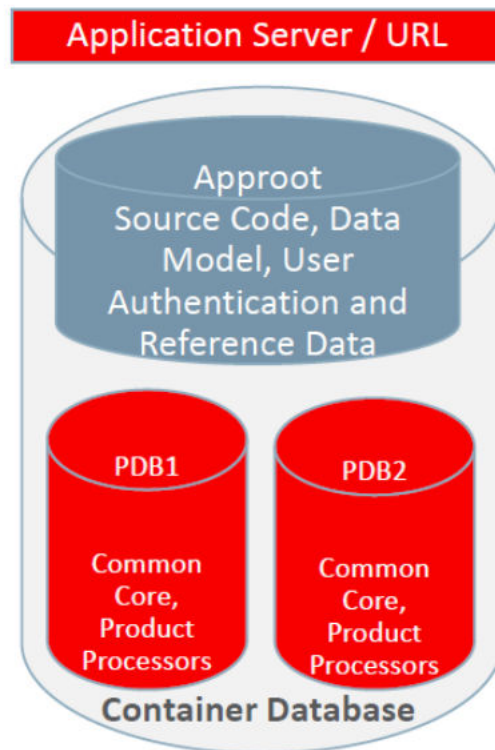 Application Server / URL
Approot
Source Code, Data
Model, User
Authentication and
Reference Data
PDB1
Common
Core,
Product
Processors
PDB2
Common
Core,
Product
Processors
Container Database